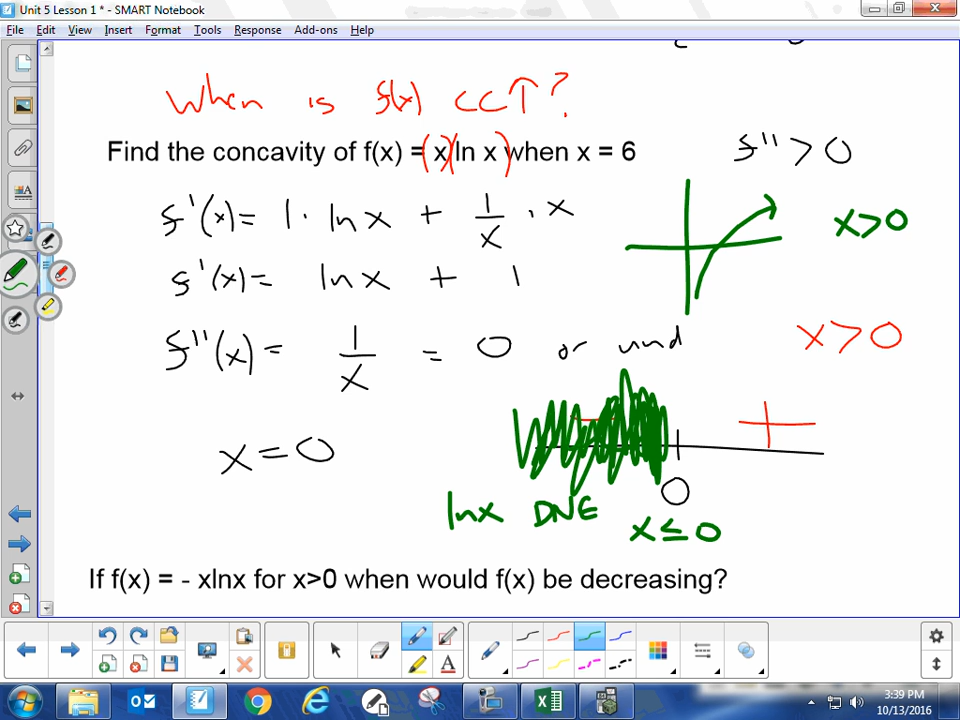 Unit 5 Lesson 1 * - SMART Notebook
File Edit View Insert Format Tools Response Add-ons Help
When is f(x) CC↑?
Find the concavity of f(x) = (x)(ln x) when x = 6
f'' > 0
f'(x) = 1 · ln x + 1/x · x
x>0
f'(x) = ln x + 1
f''(x) = 1/x = 0 or und
x > 0
x = 0
- +
0
lnx DNE
x ≤ 0
If f(x) = - xlnx for x>0 when would f(x) be decreasing?
A
3:39 PM
10/13/2016